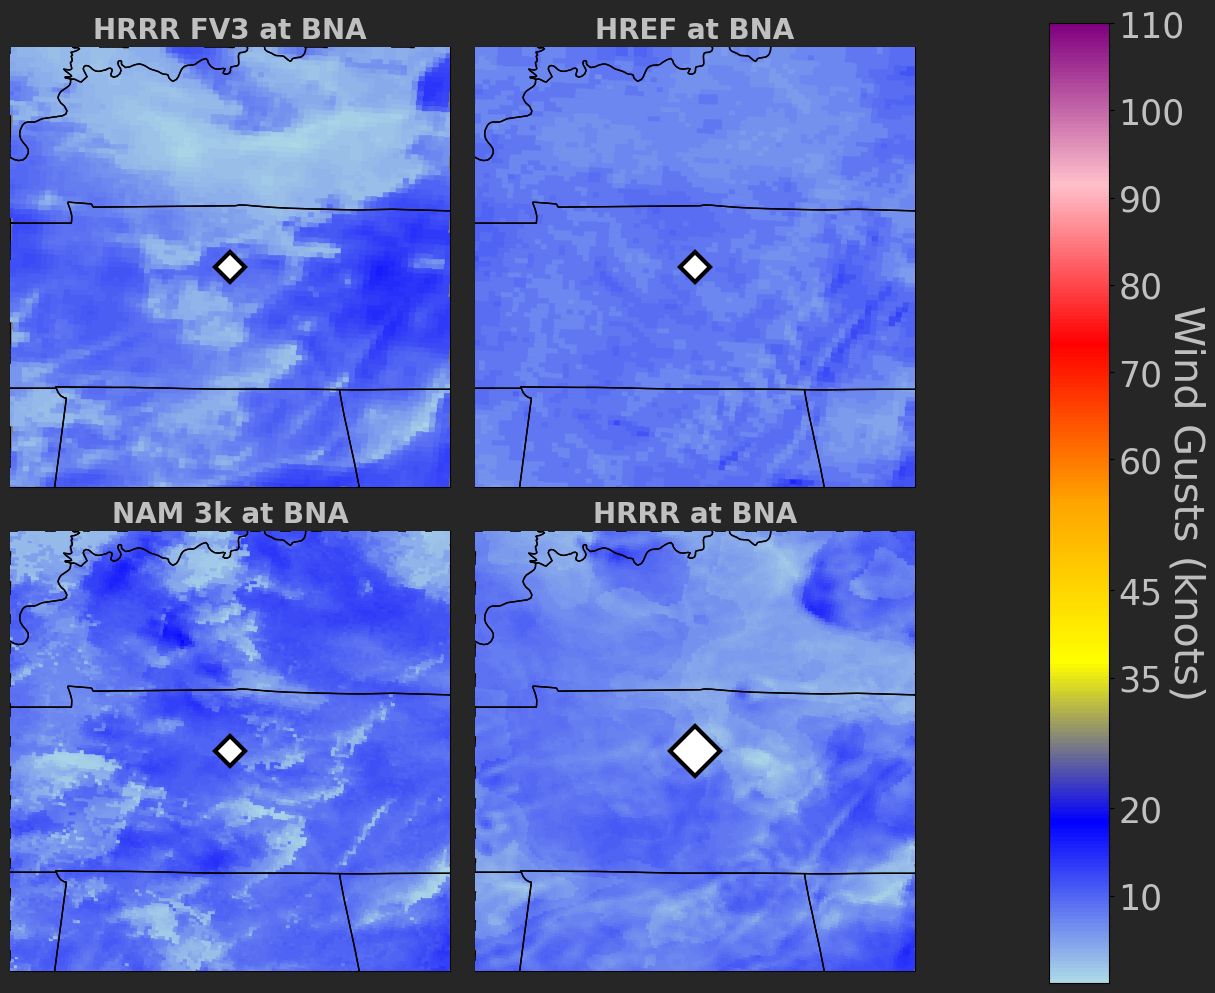 HRRR FV3 at BNA
HREF at BNA
NAM 3k at BNA
HRRR at BNA
110
100
90
80
70
60
45
35
20
10
Wind Gusts (knots)